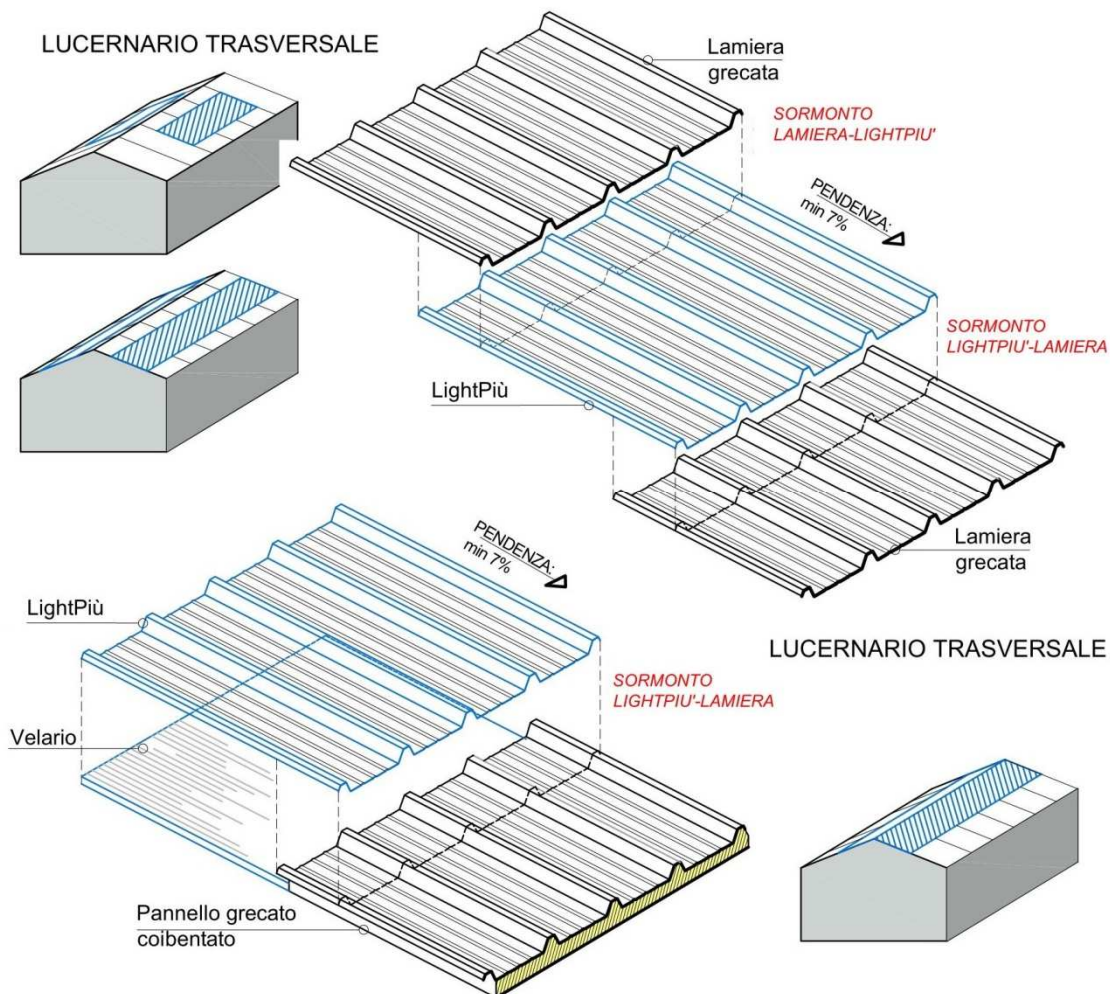 LUCERNARIO TRASVERSALE
Lamiera
grecata
SORMONTO
LAMIERA-LIGHTPIU'
PENDENZA:
min 7%
SORMONTO
LIGHTPIU'-LAMIERA
LightPiù
Lamiera
grecata
PENDENZA:
min 7%
LightPiù
LUCERNARIO TRASVERSALE
SORMONTO
LIGHTPIU'-LAMIERA
Velario
Pannello grecato
coibentato